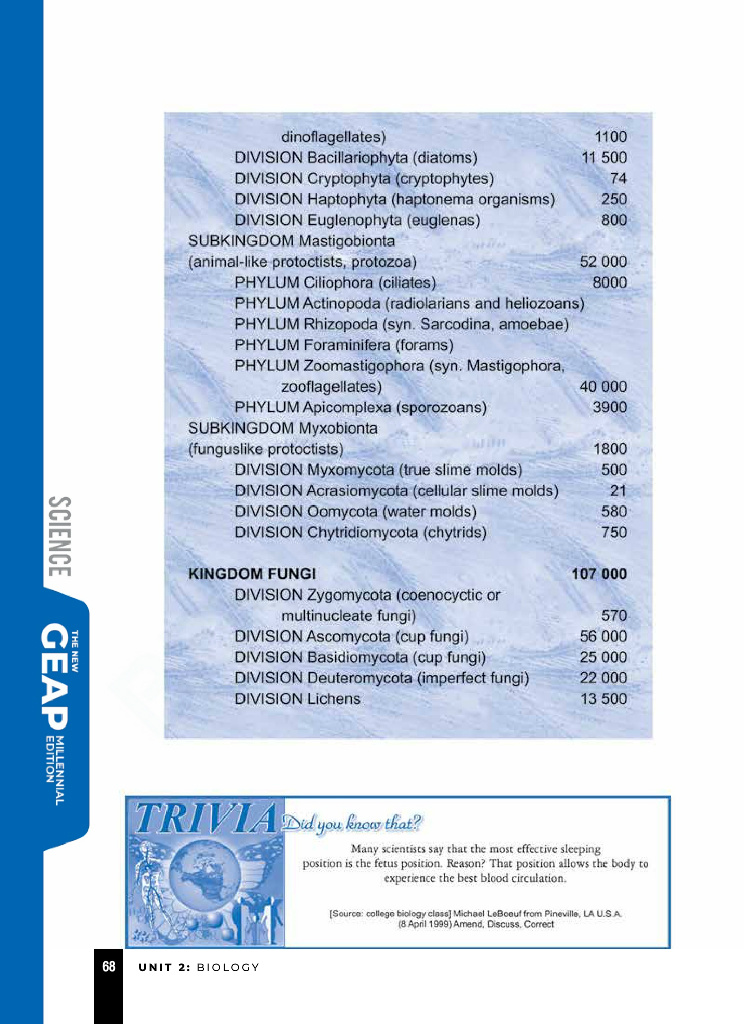 dinoflagellates) 1100
DIVISION Bacillariophyta (diatoms) 11 500
DIVISION Cryptophyta (cryptophytes) 74
DIVISION Haptophyta (haptonema organisms) 250
DIVISION Euglenophyta (euglenas) 800
SUBKINGDOM Mastigobionta
(animal-like protoctists, protozoa) 52 000
PHYLUM Ciliophora (ciliates) 8000
PHYLUM Actinopoda (radiolarians and heliozoans)
PHYLUM Rhizopoda (syn. Sarcodina, amoebae)
PHYLUM Foraminifera (forams)
PHYLUM Zoomastigophora (syn. Mastigophora,
zooflagellates) 40 000
PHYLUM Apicomplexa (sporozoans) 3900
SUBKINGDOM Myxobionta
(funguslike protoctists) 1800
DIVISION Myxomycota (true slime molds) 500
DIVISION Acrasiomycota (cellular slime molds) 21
DIVISION Oomycota (water molds) 580
DIVISION Chytridiomycota (chytrids) 750
KINGDOM FUNGI 107 000
DIVISION Zygomycota (coenocyctic or
multinucleate fungi) 570
DIVISION Ascomycota (cup fungi) 56 000
DIVISION Basidiomycota (cup fungi) 25 000
DIVISION Deuteromycota (imperfect fungi) 22 000
DIVISION Lichens 13 500
SCIENCE
THE NEW
GEAP
MILLENNIAL
EDITION
TRIVIA Did you know that?
Many scientists say that the most effective sleeping
position is the fetus position. Reason? That position allows the body to
experience the best blood circulation.
[Source: college biology class] Michael LeBoeuf from Pineville, LA U.S.A.
(8 April 1999) Amend, Discuss, Correct
68 UNIT 2: BIOLOGY